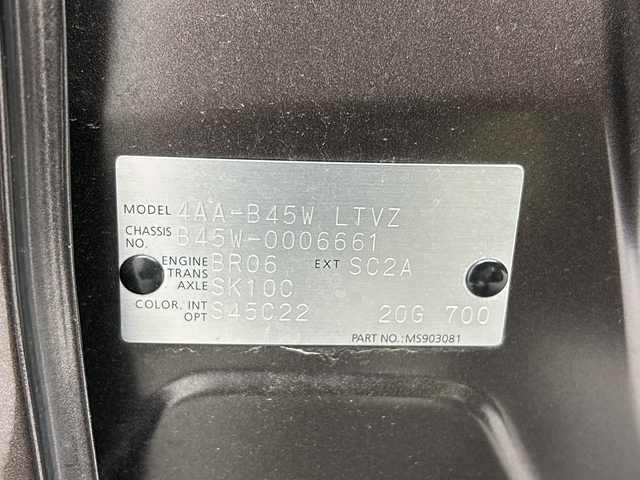 MODEL 4AA-B45W LTVZ
CHASSIS NO. B45W-0006661
ENGINE BR06 EXT SC2A
TRANS AXLE SK10C
COLOR, INT OPT S45C22 20G 700
PART NO.:MS903081